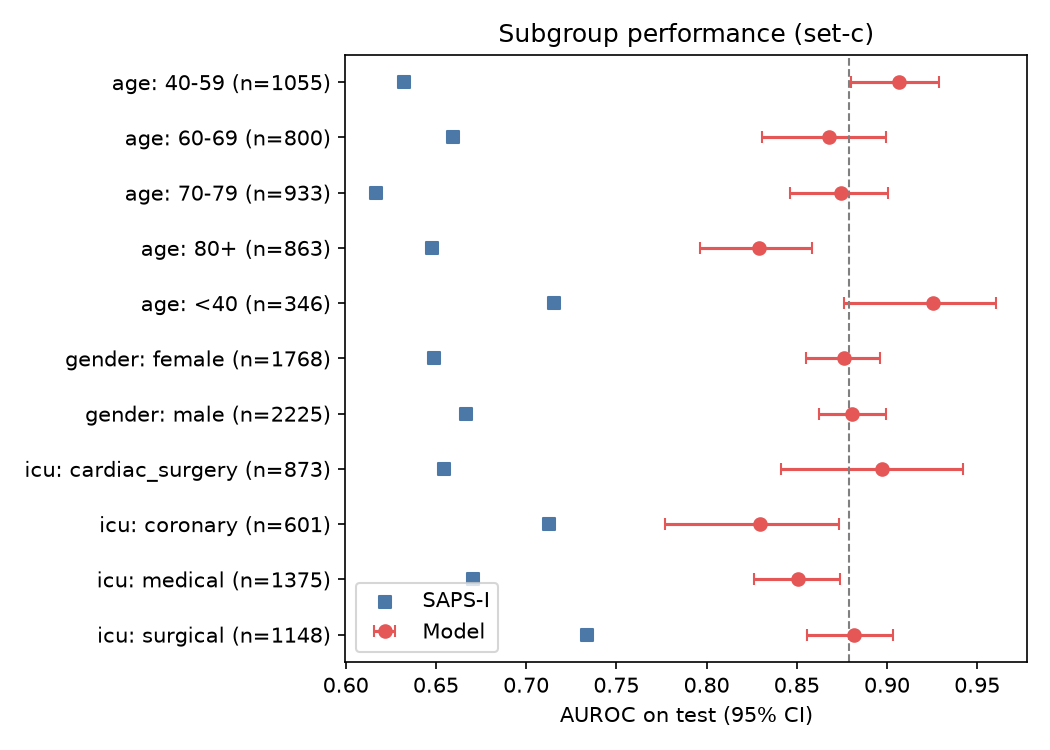 Subgroup performance (set-c)
age: 40-59 (n=1055)
age: 60-69 (n=800)
age: 70-79 (n=933)
age: 80+ (n=863)
age: <40 (n=346)
gender: female (n=1768)
gender: male (n=2225)
icu: cardiac_surgery (n=873)
icu: coronary (n=601)
icu: medical (n=1375)
icu: surgical (n=1148)
SAPS-I
Model
0.60 0.65 0.70 0.75 0.80 0.85 0.90 0.95
AUROC on test (95% CI)